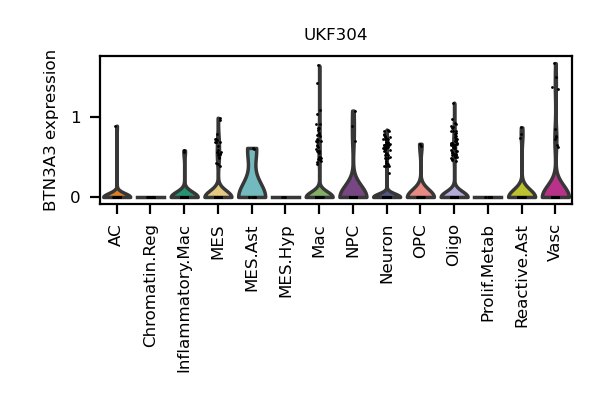 UKF304
BTN3A3 expression
1
0
AC
Chromatin.Reg
Inflammatory.Mac
MES
MES.Ast
MES.Hyp
Mac
NPC
Neuron
OPC
Oligo
Prolif.Metab
Reactive.Ast
Vasc